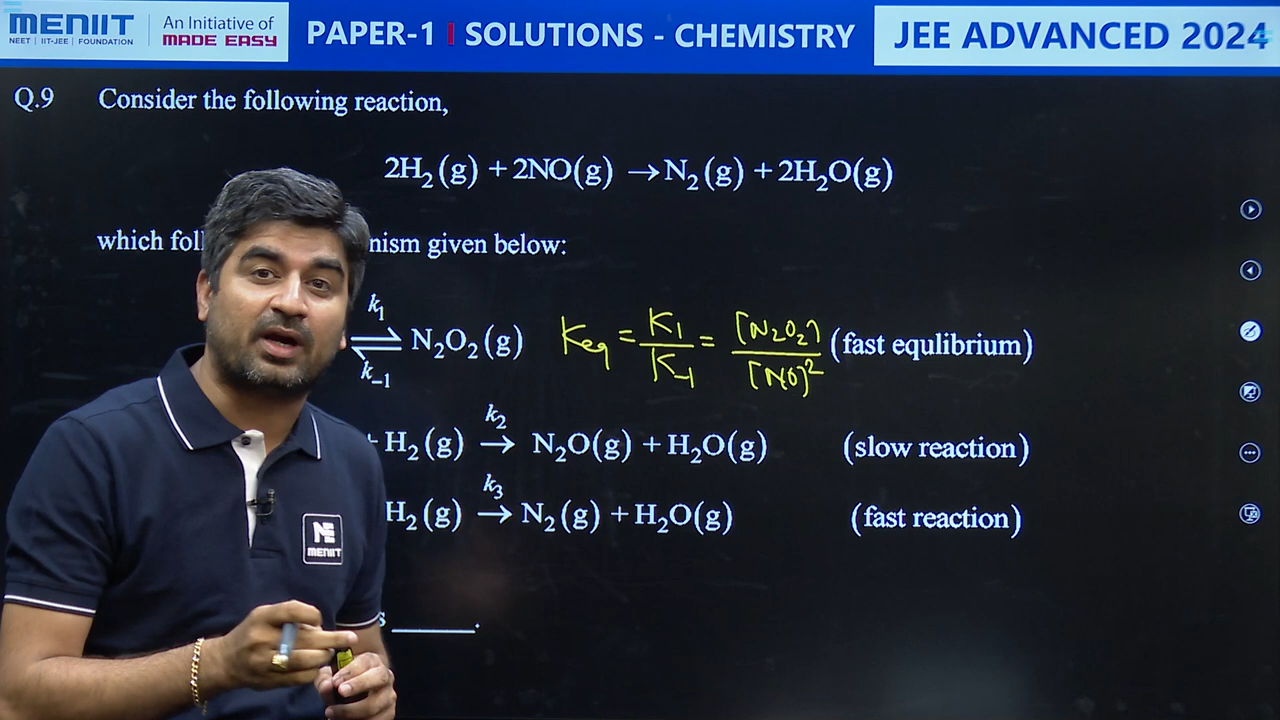 MENIIT
NEET | IIT-JEE | FOUNDATION
An Initiative of
MADE EASY
PAPER-1 | SOLUTIONS - CHEMISTRY
JEE ADVANCED 2024
Q.9 Consider the following reaction,
2H₂(g) + 2NO(g) → N₂(g) + 2H₂O(g)
which given below:
k₁
⇌ N₂O₂(g) (fast equlibrium)
k₋₁
Keq = K₁/K₋₁ = [N₂O₂]/[NO]²
k₂
+ H₂(g) → N₂O(g) + H₂O(g) (slow reaction)
k₃
H₂(g) → N₂(g) + H₂O(g) (fast reaction)
______.
NE
MENIIT